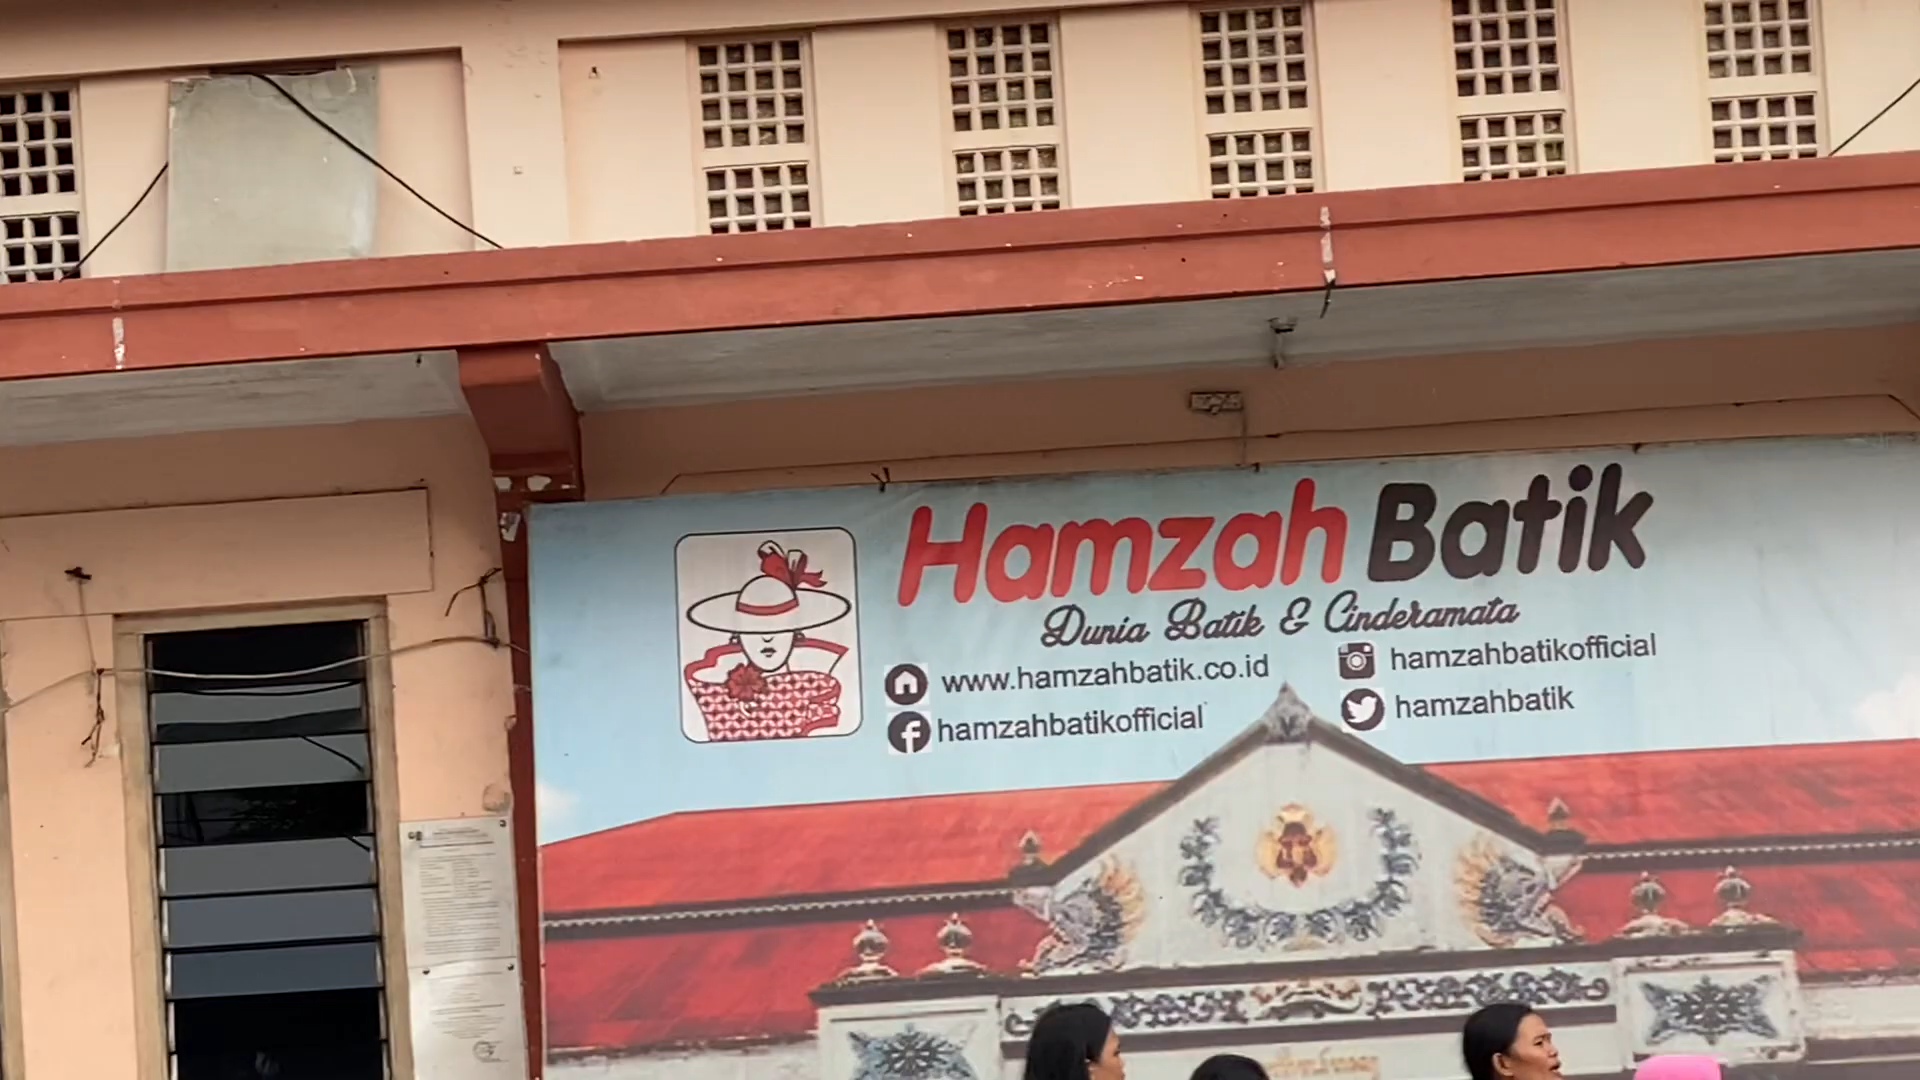 Hamzah Batik
Dunia Batik & Cinderamata
www.hamzahbatik.co.id
hamzahbatikofficial
hamzahbatikofficial
hamzahbatik